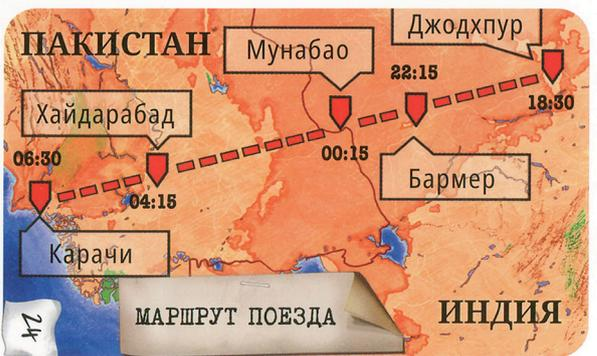 ПАКИСТАН
Мунабао
Джодхпур
22:15
Хайдарабад
18:30
06:30
00:15
04:15
Бармер
Карачи
МАРШРУТ ПОЕЗДА
ИНДИЯ
24